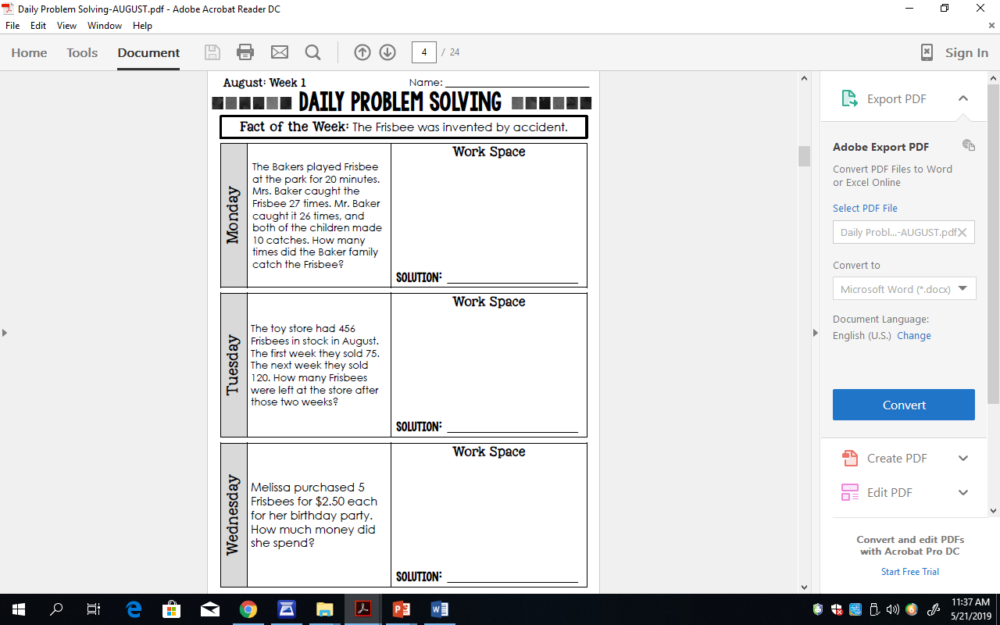 Daily Problem Solving-AUGUST.pdf - Adobe Acrobat Reader DC
File Edit View Window Help
Home Tools Document 4 / 24 Sign In
August: Week 1 Name:
DAILY PROBLEM SOLVING
Fact of the Week: The Frisbee was invented by accident.
Monday
The Bakers played Frisbee
at the park for 20 minutes.
Mrs. Baker caught the
Frisbee 27 times. Mr. Baker
caught it 26 times, and
both of the children made
10 catches. How many
times did the Baker family
catch the Frisbee?
Work Space
SOLUTION:
Tuesday
The toy store had 456
Frisbees in stock in August.
The first week they sold 75.
The next week they sold
120. How many Frisbees
were left at the store after
those two weeks?
Work Space
SOLUTION:
Wednesday
Melissa purchased 5
Frisbees for $2.50 each
for her birthday party.
How much money did
she spend?
Work Space
SOLUTION:
Export PDF
Adobe Export PDF
Convert PDF Files to Word
or Excel Online
Select PDF File
Daily Probl...-AUGUST.pdf
Convert to
Microsoft Word (*.docx)
Document Language:
English (U.S.) Change
Convert
Create PDF
Edit PDF
Convert and edit PDFs
with Acrobat Pro DC
Start Free Trial
11:37 AM
5/21/2019